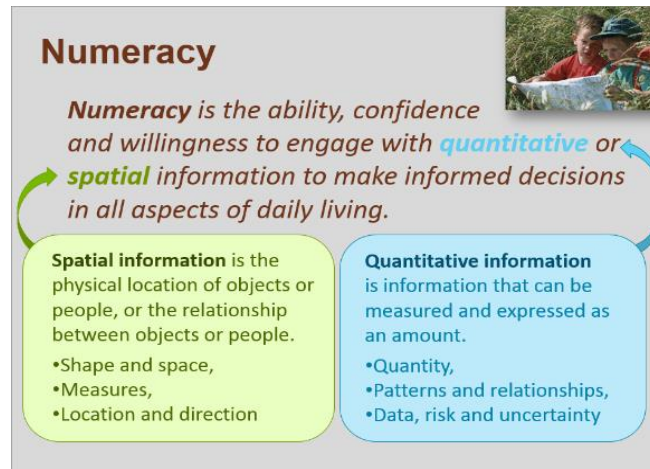 Numeracy
Numeracy is the ability, confidence
and willingness to engage with quantitative or
spatial information to make informed decisions
in all aspects of daily living.
Spatial information is the
physical location of objects or
people, or the relationship
between objects or people.
•Shape and space,
•Measures,
•Location and direction
Quantitative information
is information that can be
measured and expressed as
an amount.
•Quantity,
•Patterns and relationships,
•Data, risk and uncertainty